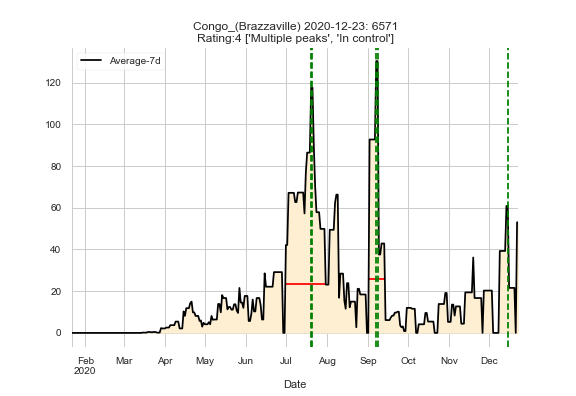 Congo_(Brazzaville) 2020-12-23: 6571
Rating:4 ['Multiple peaks', 'In control']
Average-7d
120
100
80
60
40
20
0
Feb Mar Apr May Jun Jul Aug Sep Oct Nov Dec
2020
Date